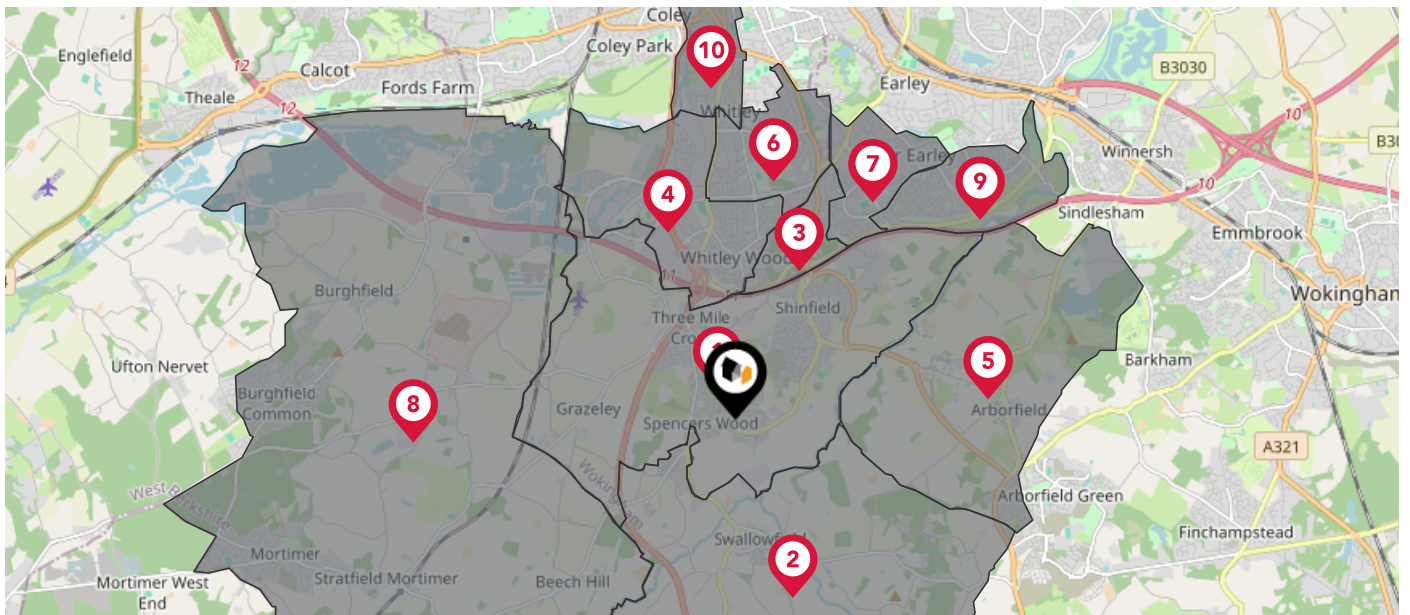 Coley
10
Coley Park
Englefield
12
Calcot
Earley
B3030
Theale
12
Fords Farm
Whitley
10
6
7
Earley
Winnersh
4
9
10
Sindlesham
3
Emmbrook
Whitley Wood
11
Burghfield
Shinfield
Wokingham
Three Mile
5
Barkham
Ufton Nervet
8
Burghfield
Common
Grazeley
Spencers Wood
Arborfield
A321
West Berkshire
Wokingham
Arborfield Green
Finchampstead
Swallowfield
2
Mortimer
Stratfield Mortimer
Beech Hill
Mortimer West
End